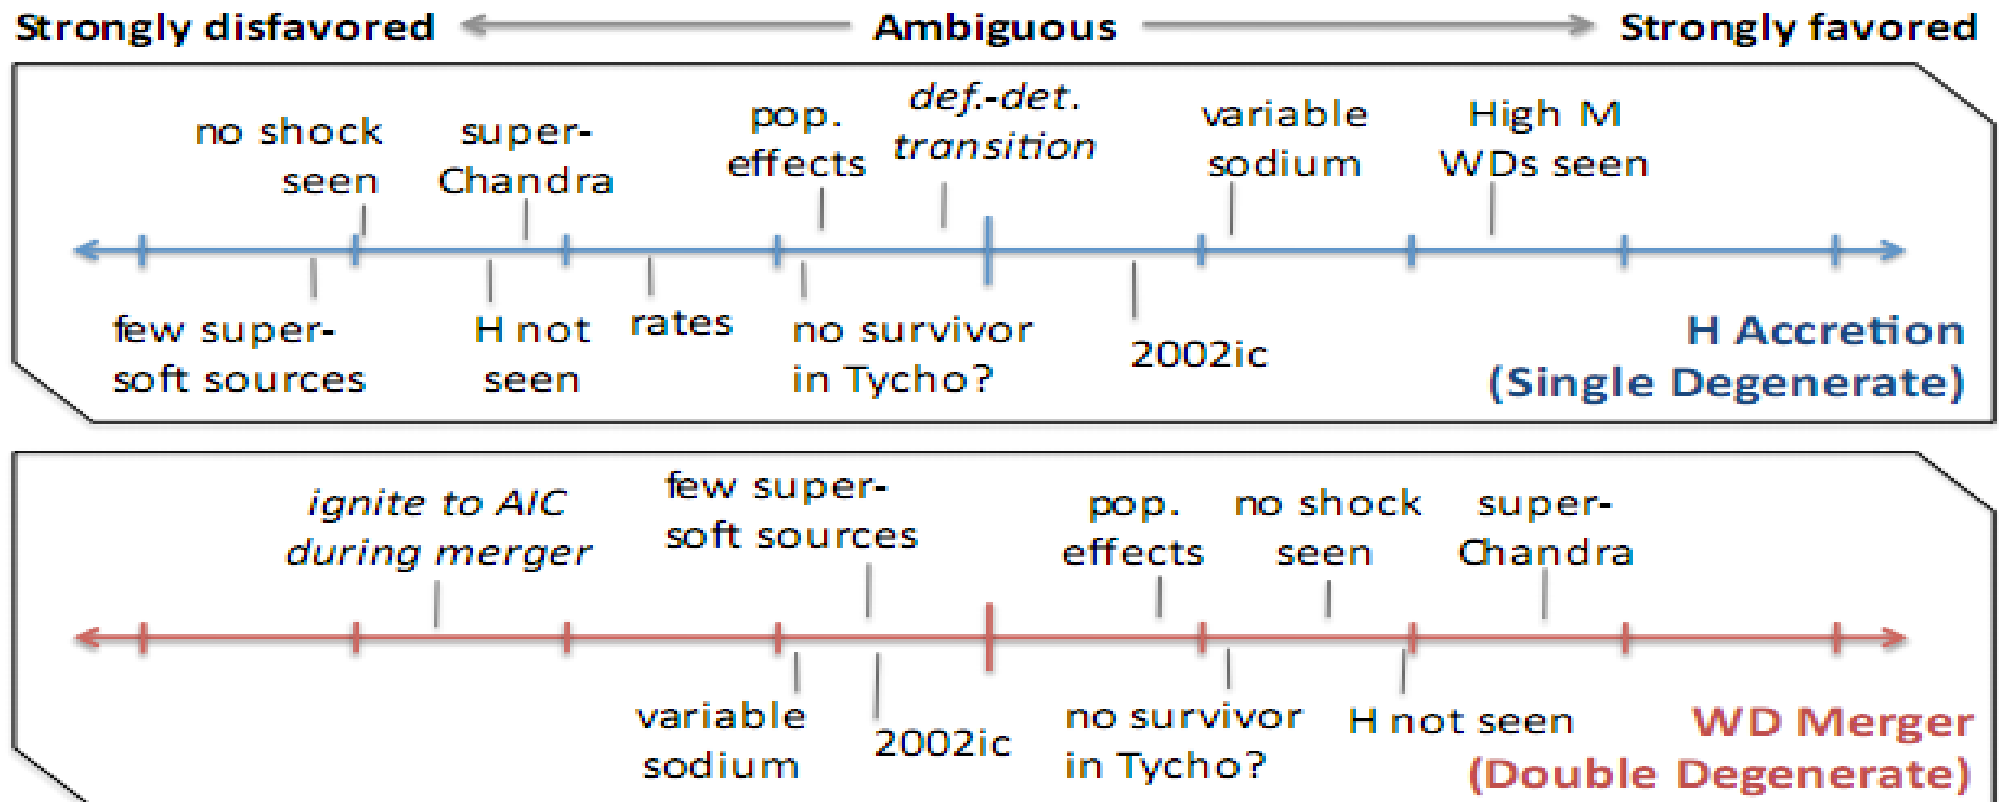 Strongly disfavored Ambiguous Strongly favored
no shock
seen
super-
Chandra
pop.
effects
def.-det.
transition
variable
sodium
High M
WDs seen
few super-
soft sources
H not
seen
rates
no survivor
in Tycho?
2002ic
H Accretion
(Single Degenerate)
ignite to AIC
during merger
few super-
soft sources
pop.
effects
no shock
seen
super-
Chandra
variable
sodium
2002ic
no survivor
in Tycho?
H not seen
WD Merger
(Double Degenerate)